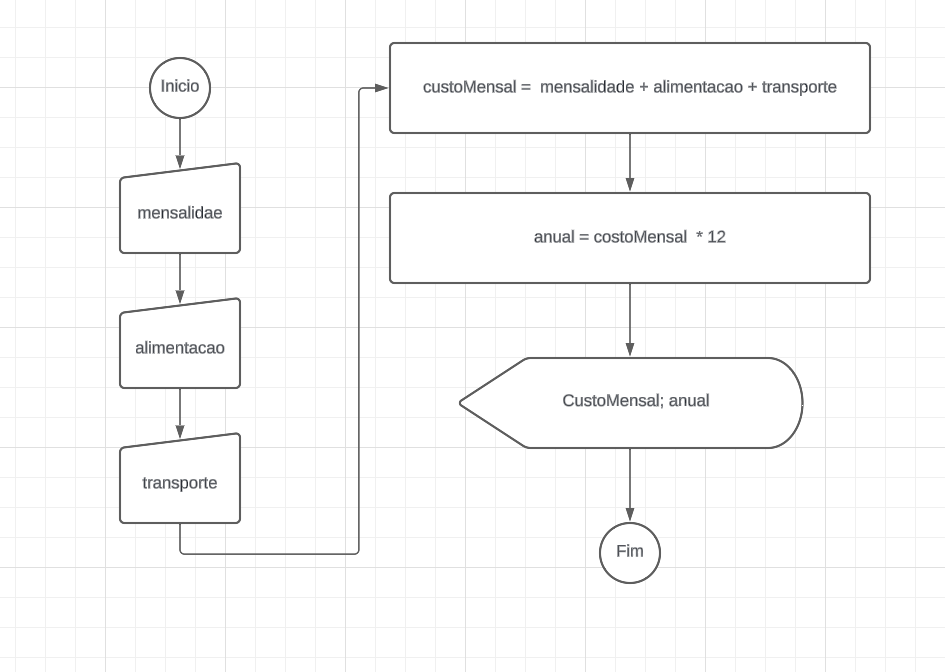 Inicio
mensalidae
alimentacao
transporte
custoMensal =  mensalidade + alimentacao + transporte
anual = costoMensal  * 12
CustoMensal; anual
Fim